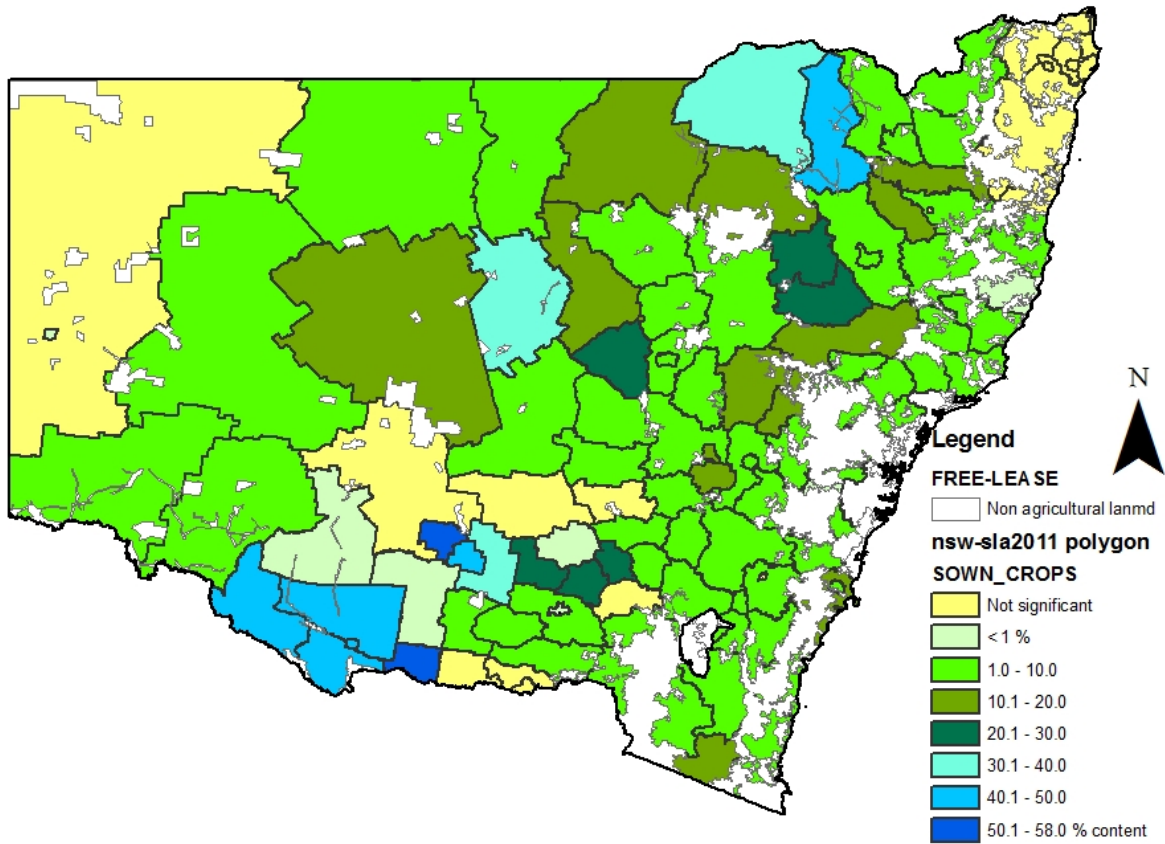 N
Legend
FREE-LEASE
Non agricultural lanmd
nsw-sla2011 polygon
SOWN_CROPS
Not significant
<1 %
1.0 - 10.0
10.1 - 20.0
20.1 - 30.0
30.1 - 40.0
40.1 - 50.0
50.1 - 58.0 % content